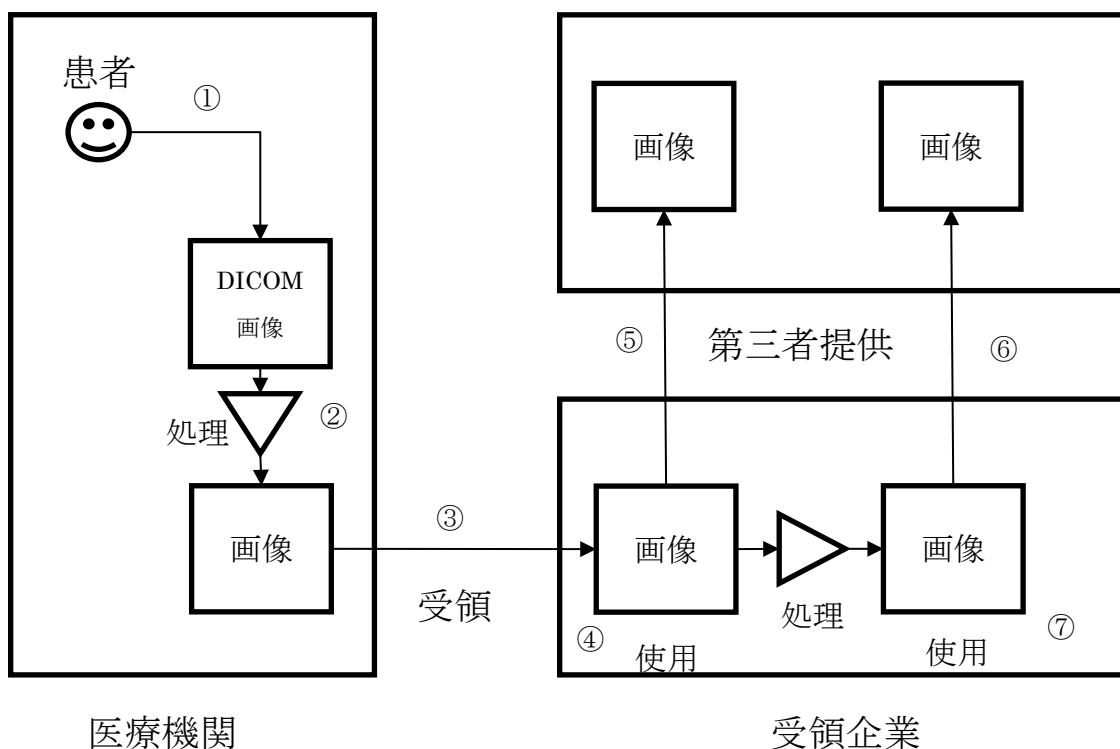 患者
①
DICOM
画像
処理
②
画像
③
受領
画像
画像
⑤
第三者提供
⑥
画像
処理
画像
④
使用
使用
⑦
医療機関
受領企業